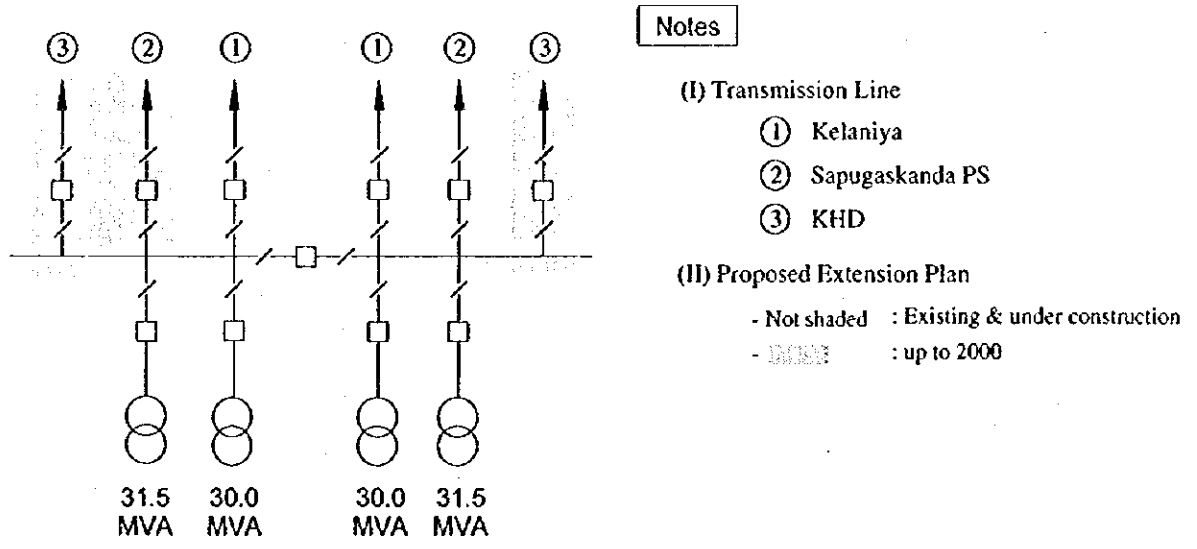 ③ ② ① ① ② ③
31.5 30.0 30.0 31.5
MVA MVA MVA MVA
Notes
(I) Transmission Line
① Kelaniya
② Sapugaskanda PS
③ KHD
(II) Proposed Extension Plan
- Not shaded : Existing & under construction
- : up to 2000